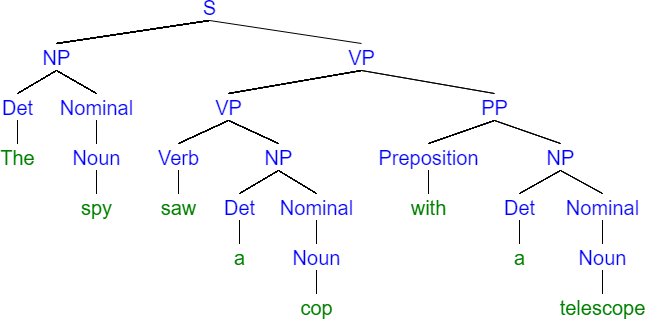 S
NP VP
Det Nominal VP PP
The Noun Verb NP Preposition NP
spy saw Det Nominal with Det Nominal
a Noun a Noun
cop telescope